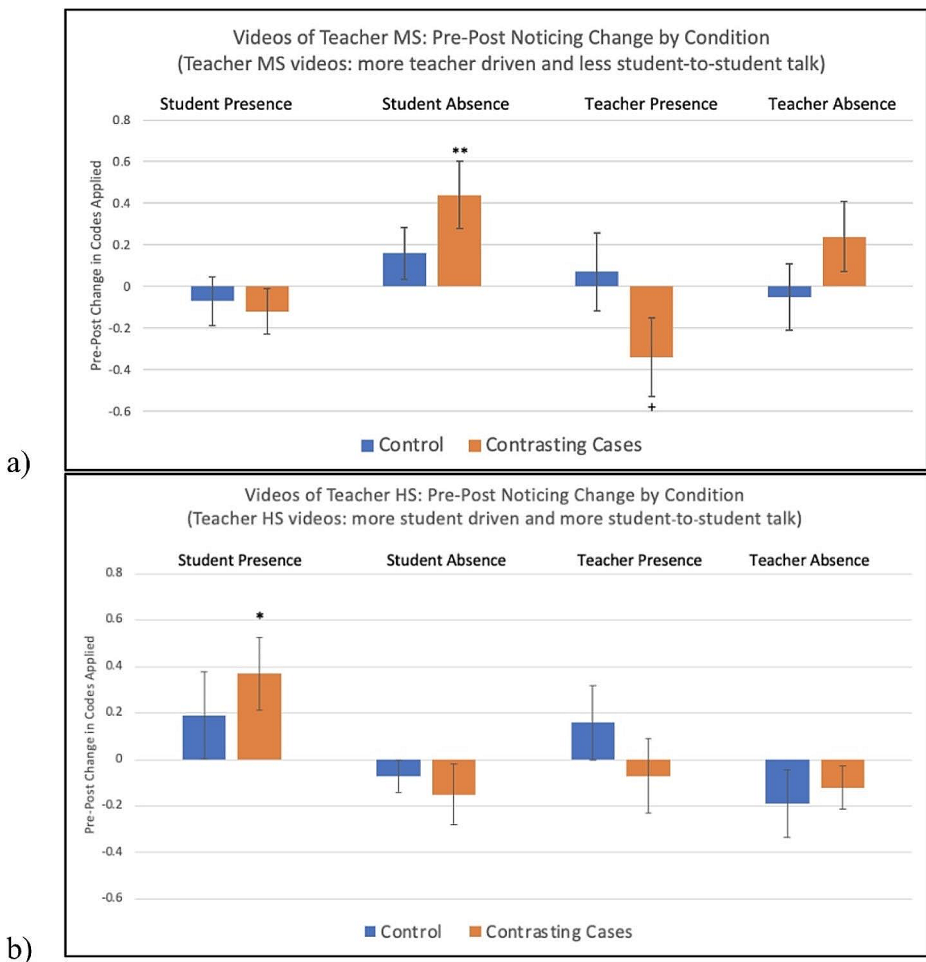 a)
Videos of Teacher MS: Pre-Post Noticing Change by Condition
(Teacher MS videos: more teacher driven and less student-to-student talk)
Student Presence Student Absence Teacher Presence Teacher Absence
Pre-Post Change in Codes Applied
0.8
0.6
0.4
0.2
0
-0.2
-0.4
-0.6
**
+
Control Contrasting Cases
b)
Videos of Teacher HS: Pre-Post Noticing Change by Condition
(Teacher HS videos: more student driven and more student-to-student talk)
Student Presence Student Absence Teacher Presence Teacher Absence
Pre-Post Change in Codes Applied
0.8
0.6
0.4
0.2
0
-0.2
-0.4
-0.6
*
Control Contrasting Cases